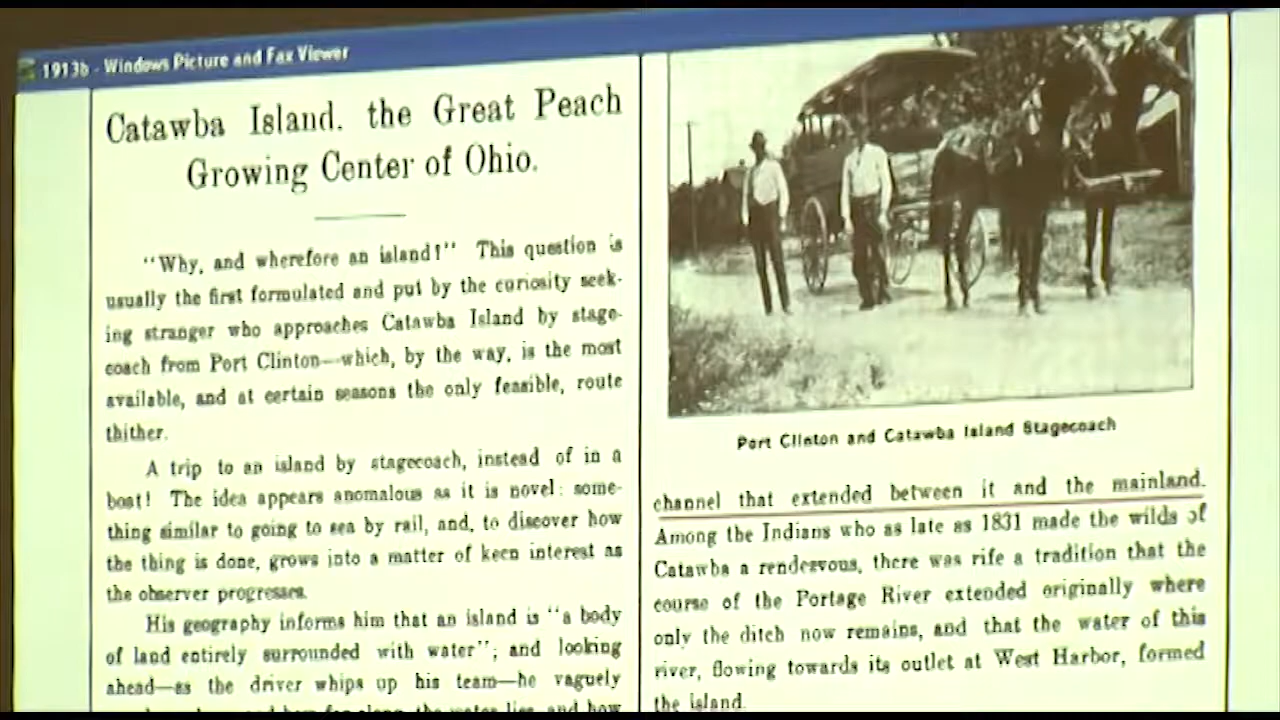 1913b - Windows Picture and Fax Viewer
Catawba Island. the Great Peach
Growing Center of Ohio.
"Why, and wherefore an island?" This question is
usually the first formulated and put by the curiosity seek-
ing stranger who approaches Catawba Island by stage-
coach from Port Clinton—which, by the way, is the most
available, and at certain seasons the only feasible, route
thither.
A trip to an island by stagecoach, instead of in a
boat! The idea appears anomalous as it is novel: some-
thing similar to going to sea by rail, and, to discover how
the thing is done, grows into a matter of keen interest as
the observer progresses.
His geography informs him that an island is "a body
of land entirely surrounded with water"; and looking
ahead—as the driver whips up his team—he vaguely
the water lies, and how
Port Clinton and Catawba Island Stagecoach
channel that extended between it and the mainland.
Among the Indians who as late as 1831 made the wilds of
Catawba a rendezvous, there was rife a tradition that the
course of the Portage River extended originally where
only the ditch now remains, and that the water of this
river, flowing towards its outlet at West Harbor, formed
the island.